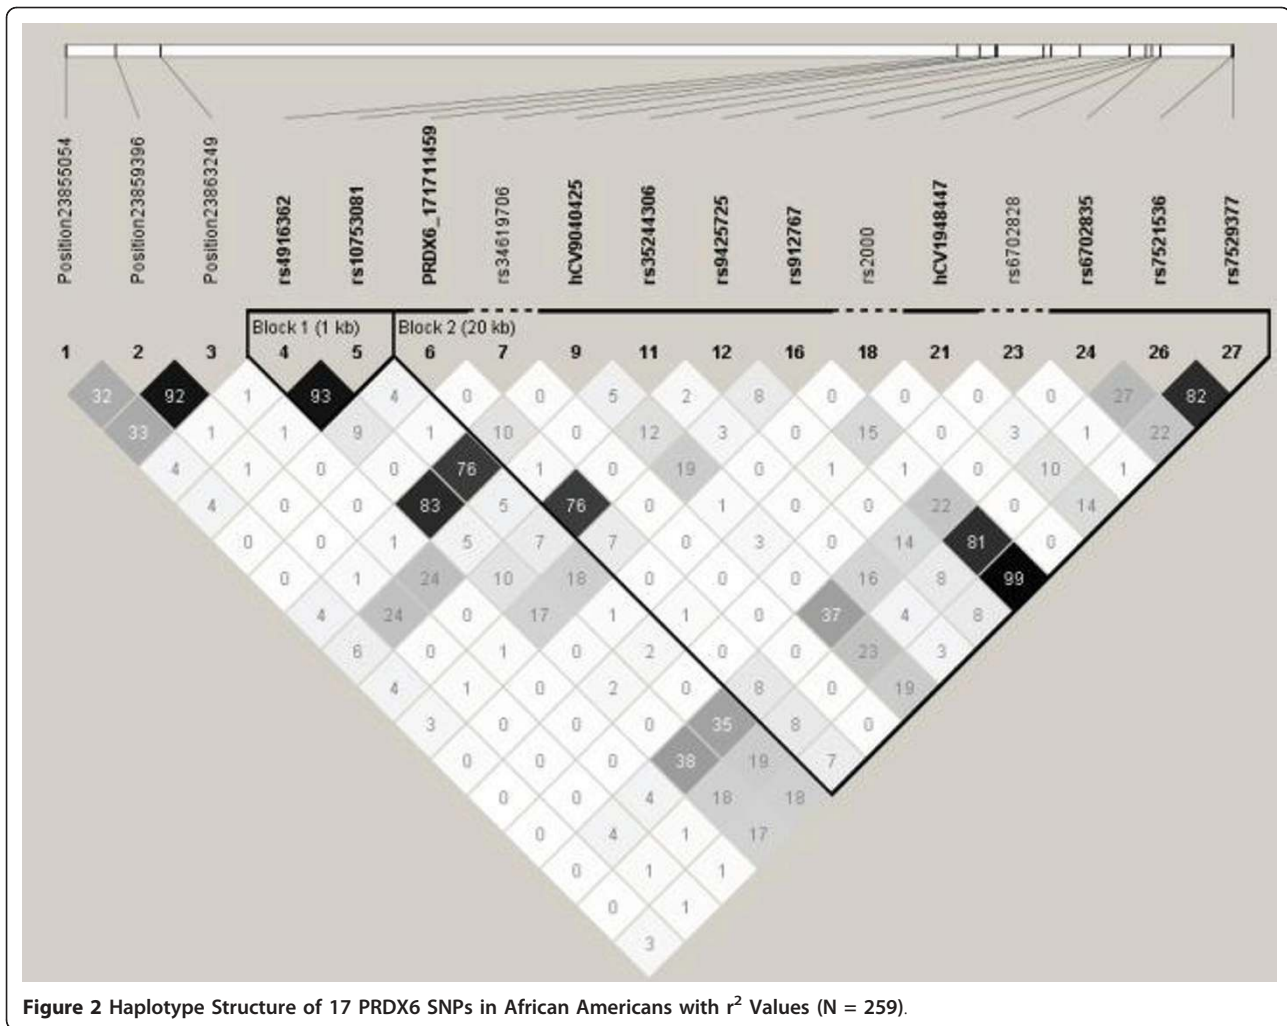 Position23855054
Position23859396
Position23863249
rs4916362
rs10753081
PRDX6_171711459
rs34619706
hCV9040425
rs35244306
rs9425725
rs912767
rs2000
hCV1948447
rs6702828
rs6702835
rs7521536
rs7529377
Block 1 (1 kb) Block 2 (20 kb)
1 2 3 4 5 6 7 9 11 12 16 18 21 23 24 26 27
32 92 1 93 4 0 0 5 2 8 0 0 0 0 27 82
33 1 1 9 1 10 0 12 3 0 15 0 3 1 22
4 1 0 0 76 1 0 19 0 1 1 0 10 1
4 0 0 83 5 76 0 1 0 0 22 0 14
0 0 1 5 7 7 0 3 0 14 81 0
0 1 24 10 18 0 0 0 16 8 99
4 24 0 17 1 1 0 37 4 8
6 0 1 0 2 0 0 23 3
4 1 0 2 0 8 0 19
3 0 0 0 35 8 0
0 0 0 38 19 7
0 0 4 18 18
0 4 1 17
0 1 1
0 1
3
Figure 2 Haplotype Structure of 17 PRDX6 SNPs in African Americans with r² Values (N = 259).